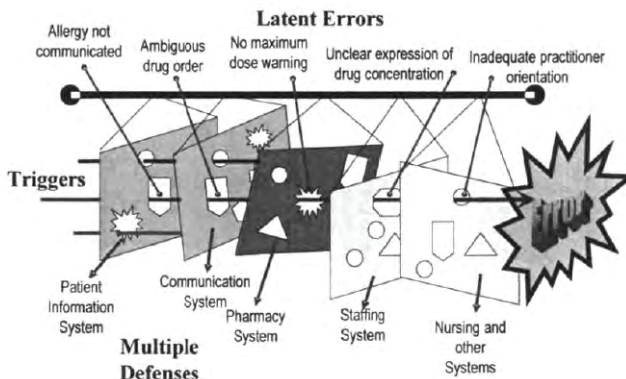 Latent Errors
Allergy not
communicated
Ambiguous
drug order
No maximum
dose warning
Unclear expression of
drug concentration
Inadequate practitioner
orientation
Triggers
Error
Patient
Information
System
Communication
System
Pharmacy
System
Staffing
System
Nursing and
other
Systems
Multiple
Defenses